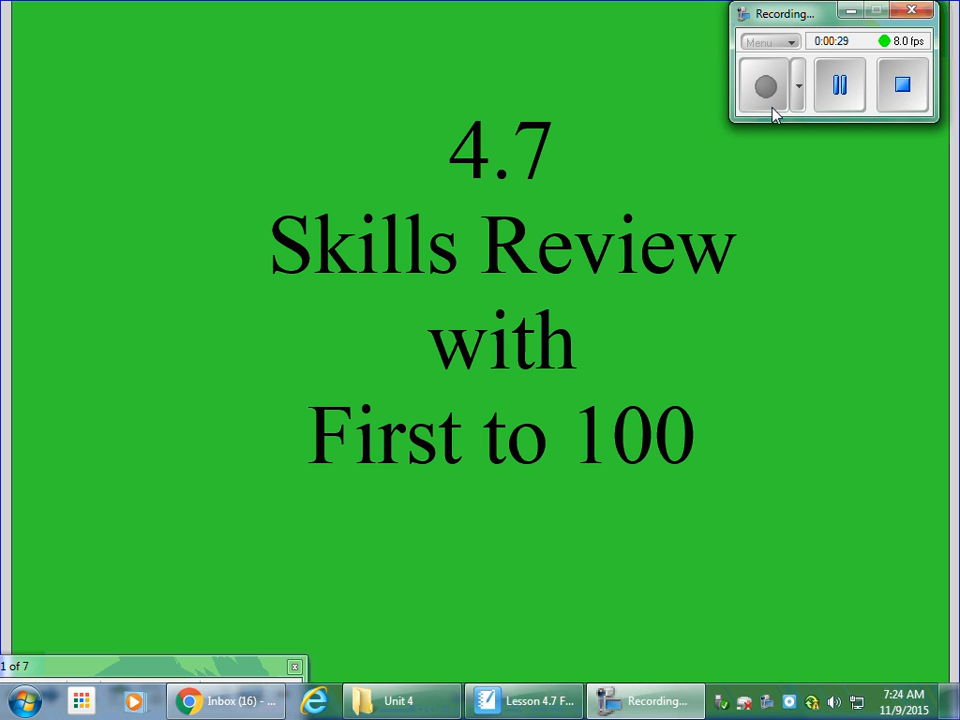 Recording...
Menu
0:00:29
8.0 fps
4.7
Skills Review
with
First to 100
1 of 7
Inbox (16) - ...
Unit 4
Lesson 4.7 F...
Recording...
7:24 AM
11/9/2015